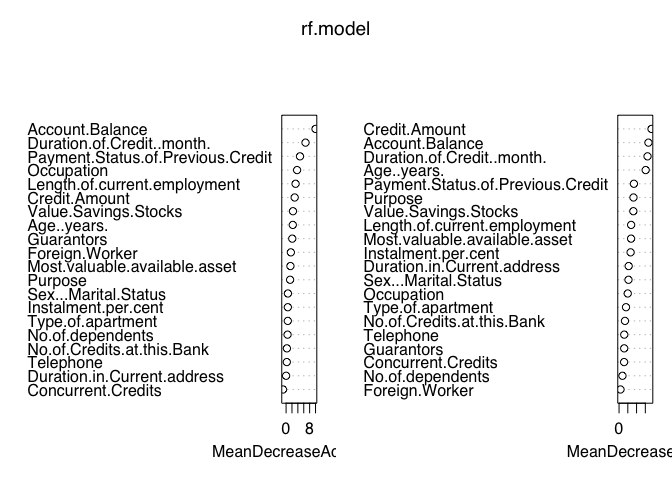 rf.model
Account.Balance
Duration.of.Credit..month.
Payment.Status.of.Previous.Credit
Occupation
Length.of.current.employment
Credit.Amount
Value.Savings.Stocks
Age..years.
Guarantors
Foreign.Worker
Most.valuable.available.asset
Purpose
Sex...Marital.Status
Instalment.per.cent
Type.of.apartment
No.of.dependents
No.of.Credits.at.this.Bank
Telephone
Duration.in.Current.address
Concurrent.Credits
0 8
MeanDecreaseAc
Credit.Amount
Account.Balance
Duration.of.Credit..month.
Age..years.
Payment.Status.of.Previous.Credit
Purpose
Value.Savings.Stocks
Length.of.current.employment
Most.valuable.available.asset
Instalment.per.cent
Duration.in.Current.address
Sex...Marital.Status
Occupation
Type.of.apartment
No.of.Credits.at.this.Bank
Telephone
Guarantors
Concurrent.Credits
No.of.dependents
Foreign.Worker
0
MeanDecrease